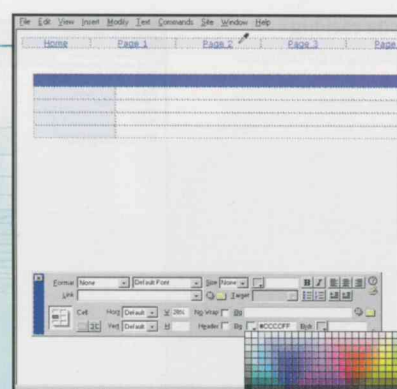 File Edit View Insert Modify Text Commands Site Window Help
Home Page 1 Page 2 Page 3 Page
Format None Default Font Size None B I
Link Target
Cell Horz Default W 20% No Wrap Bg
Vert Default H Header Bg #CCCCFF Brdr